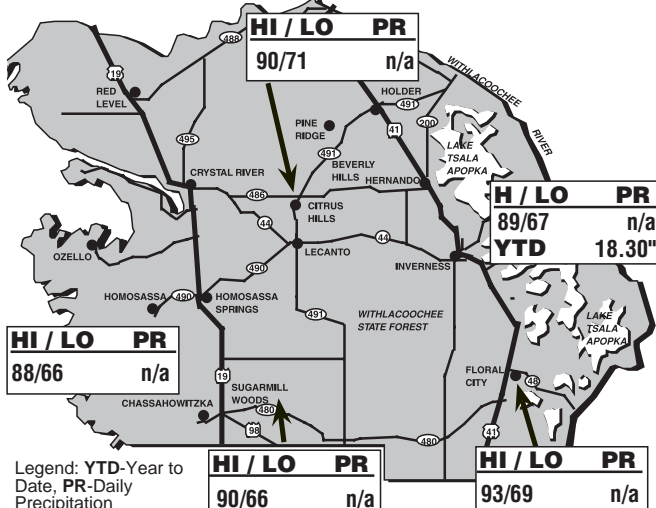 HI / LO PR
90/71 n/a
488
19
RED
LEVEL
WITHLACOOCHEE
RIVER
HOLDER
491
PINE
RIDGE
41
200
495
LAKE
TSALA
APOPKA
491
BEVERLY
HILLS
CRYSTAL RIVER
HERNANDO
486
H / LO PR
89/67 n/a
YTD 18.30"
CITRUS
HILLS
44
44
OZELLO
LECANTO
INVERNESS
490
HOMOSASSA
490
HOMOSASSA
SPRINGS
491
WITHLACOOCHEE
STATE FOREST
LAKE
TSALA
APOPKA
HI / LO PR
88/66 n/a
19
SUGARMILL
WOODS
FLORAL
CITY
48
CHASSAHOWITZKA
480
98
480
41
Legend: YTD-Year to
Date, PR-Daily
Precipitation
HI / LO PR
90/66 n/a
HI / LO PR
93/69 n/a